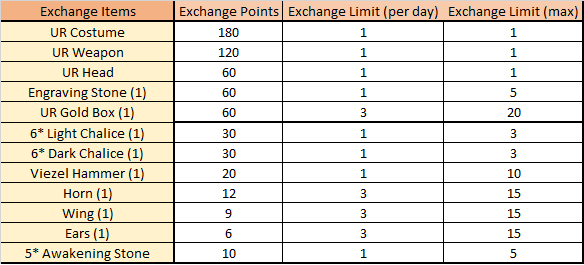 Exchange Items Exchange Points Exchange Limit (per day) Exchange Limit (max)
UR Costume 180 1 1
UR Weapon 120 1 1
UR Head 60 1 1
Engraving Stone (1) 60 1 5
UR Gold Box (1) 60 3 20
6* Light Chalice (1) 30 1 3
6* Dark Chalice (1) 30 1 3
Viezel Hammer (1) 20 1 10
Horn (1) 12 3 15
Wing (1) 9 3 15
Ears (1) 6 3 15
5* Awakening Stone 10 1 5